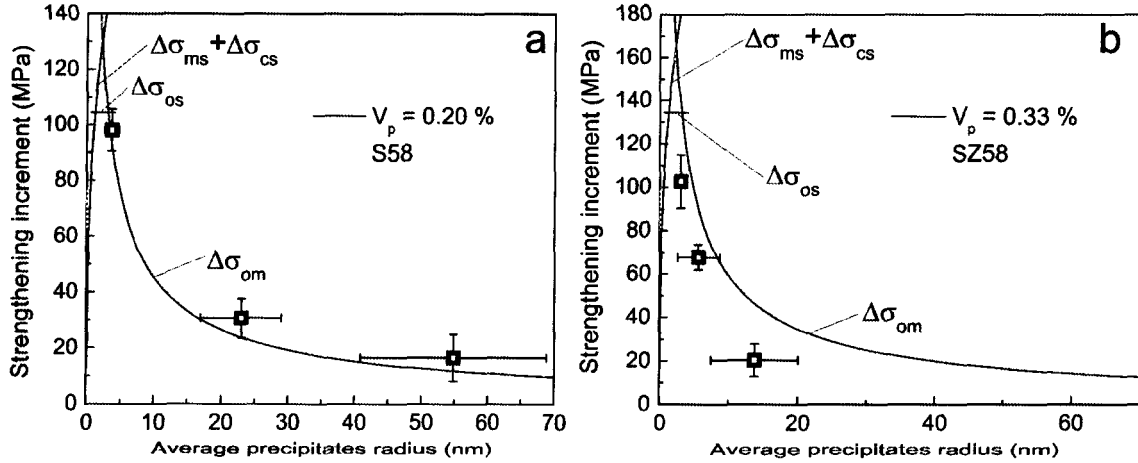 a
Strengthening increment (MPa)
140
120
100
80
60
40
20
0
Δσms+Δσcs
Δσos
V_p = 0.20 %
S58
Δσom
0 10 20 30 40 50 60 70
Average precipitates radius (nm)
b
Strengthening increment (MPa)
180
160
140
120
100
80
60
40
20
0
Δσms+Δσcs
V_p = 0.33 %
SZ58
Δσos
Δσom
0 20 40 60
Average precipitates radius (nm)